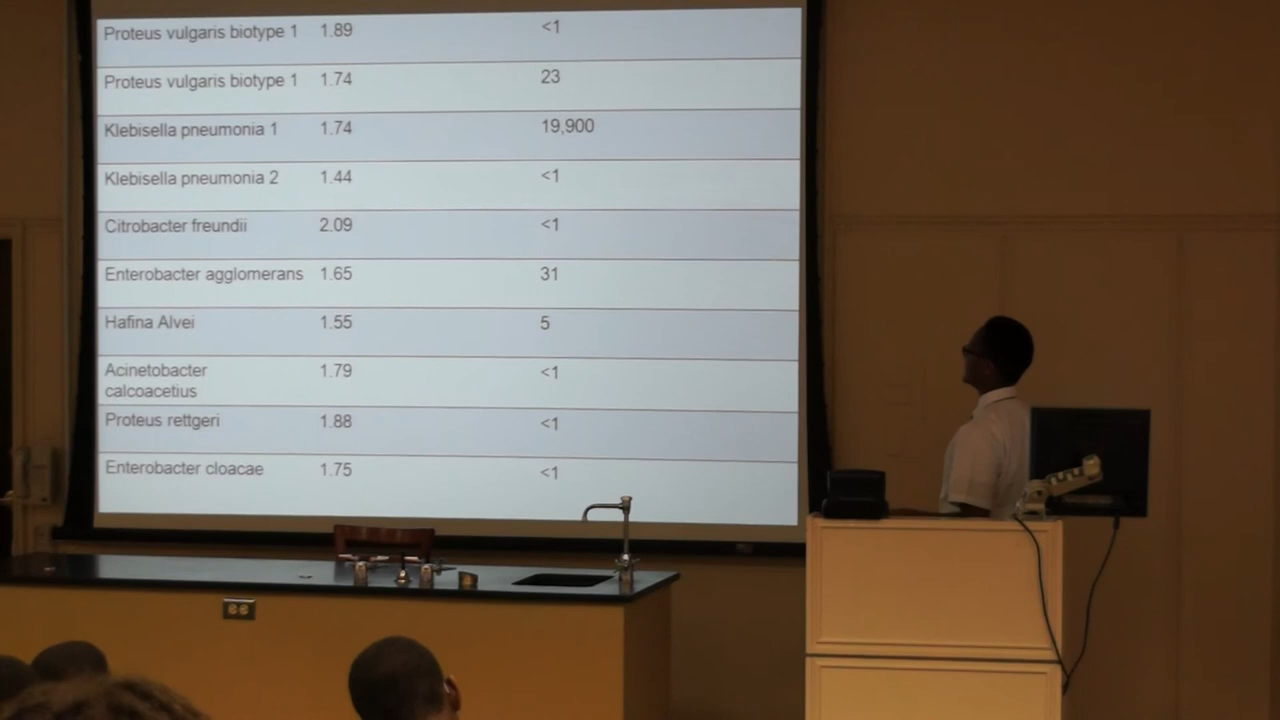 Proteus vulgaris biotype 1 1.89 <1
Proteus vulgaris biotype 1 1.74 23
Klebisella pneumonia 1 1.74 19,900
Klebisella pneumonia 2 1.44 <1
Citrobacter freundii 2.09 <1
Enterobacter agglomerans 1.65 31
Hafina Alvei 1.55 5
Acinetobacter 1.79 <1
calcoacetius
Proteus rettgeri 1.88 <1
Enterobacter cloacae 1.75 <1